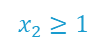 x₂ ≥ 1